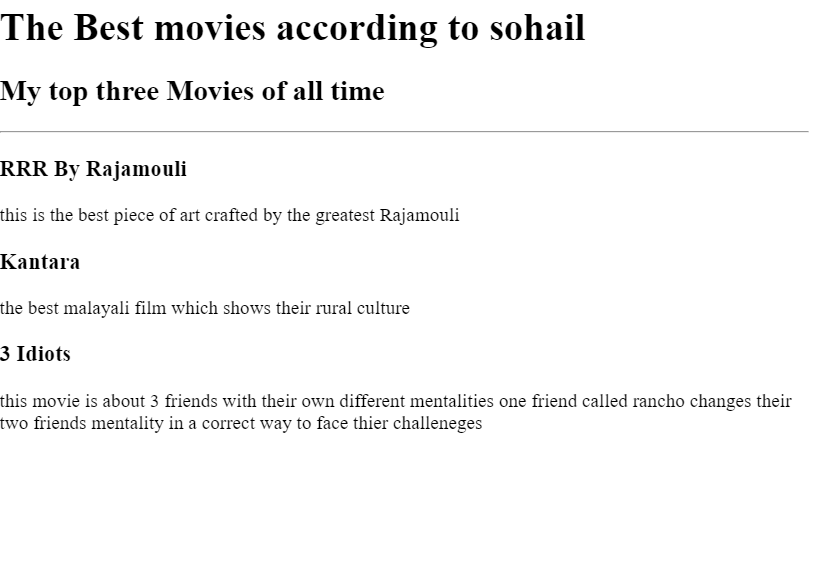 The Best movies according to sohail
My top three Movies of all time
RRR By Rajamouli
this is the best piece of art crafted by the greatest Rajamouli
Kantara
the best malayali film which shows their rural culture
3 Idiots
this movie is about 3 friends with their own different mentalities one friend called rancho changes their
two friends mentality in a correct way to face thier challeneges